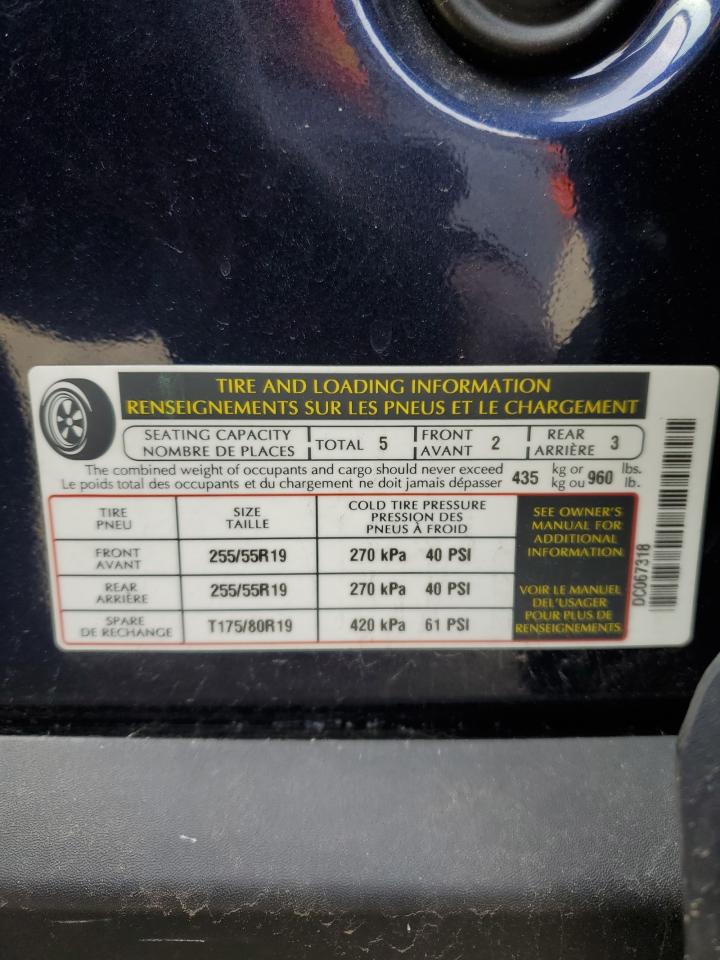 TIRE AND LOADING INFORMATION
RENSEIGNEMENTS SUR LES PNEUS ET LE CHARGEMENT
SEATING CAPACITY
NOMBRE DE PLACES
TOTAL 5
FRONT
AVANT
2
REAR
ARRIÈRE
3
The combined weight of occupants and cargo should never exceed
Le poids total des occupants et du chargement ne doit jamais dépasser
435
kg or
kg ou
960
lbs.
lb.
TIRE
PNEU
SIZE
TAILLE
COLD TIRE PRESSURE
PRESSION DES
PNEUS À FROID
FRONT
AVANT
255/55R19
270 kPa 40 PSI
REAR
ARRIÈRE
255/55R19
270 kPa 40 PSI
SPARE
DE RECHANGE
T175/80R19
420 kPa 61 PSI
SEE OWNER'S
MANUAL FOR
ADDITIONAL
INFORMATION
VOIR LE MANUEL
DE L'USAGER
POUR PLUS DE
RENSEIGNEMENTS
DC067318